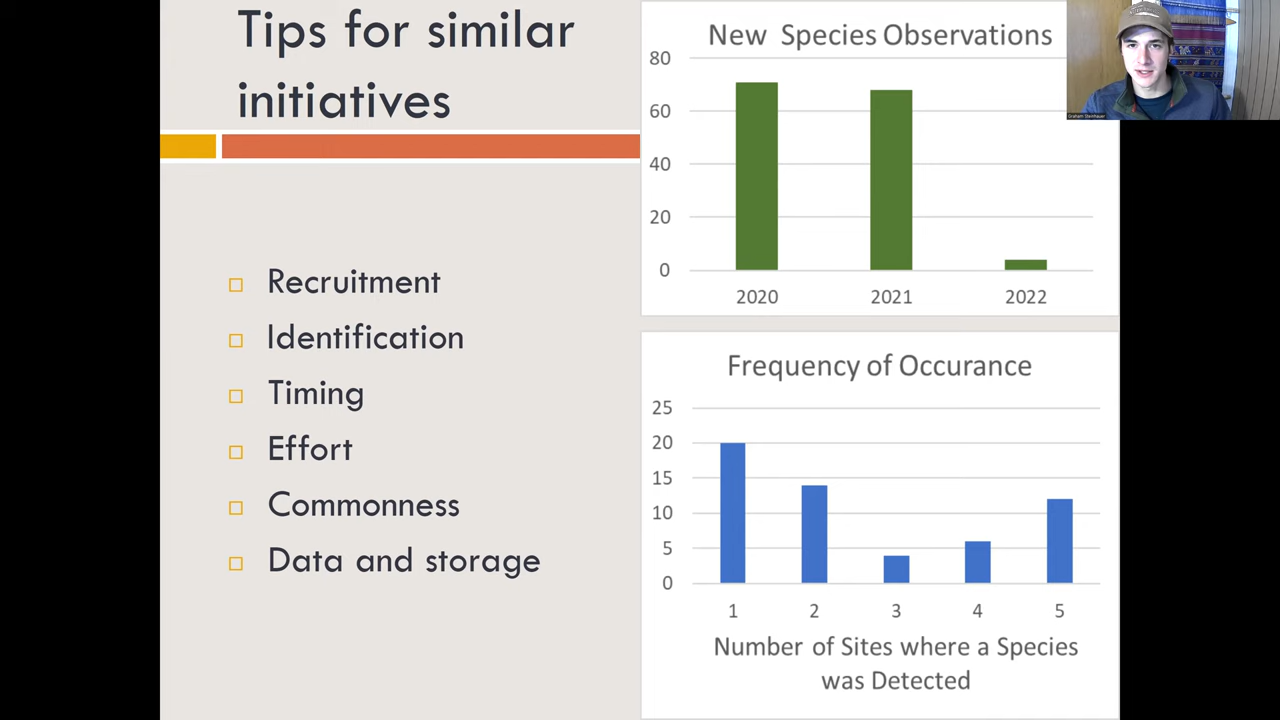 Tips for similar
initiatives
Recruitment
Identification
Timing
Effort
Commonness
Data and storage
New Species Observations
80
60
40
20
0
2020 2021 2022
Frequency of Occurance
25
20
15
10
5
0
1 2 3 4 5
Number of Sites where a Species
was Detected
Graham Steinhauer